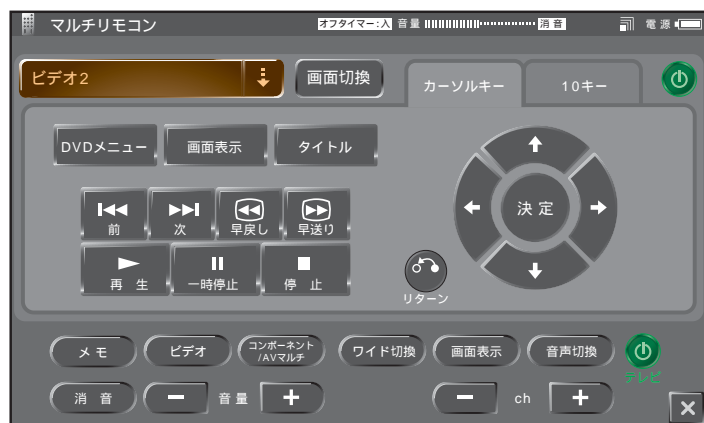 マルチリモコン
オフタイマー:入 音量 消音
電源
ビデオ2
画面切換
カーソルキー
10キー
DVDメニュー
画面表示
タイトル
決定
前
次
早戻し
早送り
再生
一時停止
停止
リターン
メモ
ビデオ
コンポーネント
/AVマルチ
ワイド切換
画面表示
音声切換
テレビ
消音
音量
ch